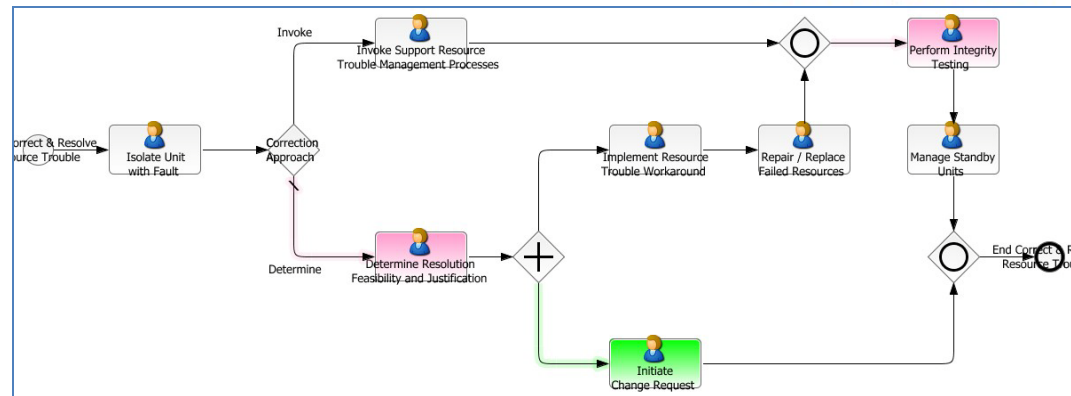 Invoke
Invoke Support Resource
Trouble Management Processes
Perform Integrity
Testing
orrect & Resolve
ource Trouble
Isolate Unit
with Fault
Correction
Approach
Implement Resource
Trouble Workaround
Repair / Replace
Failed Resources
Manage Standby
Units
Determine
Determine Resolution
Feasibility and Justification
End Correct & R
Resource Trou
Initiate
Change Request